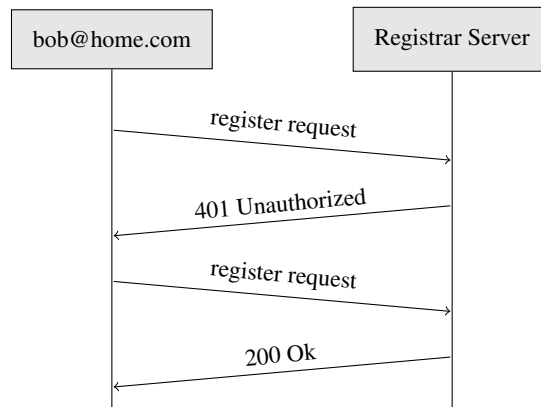 bob@home.com
Registrar Server
register request
401 Unauthorized
register request
200 Ok